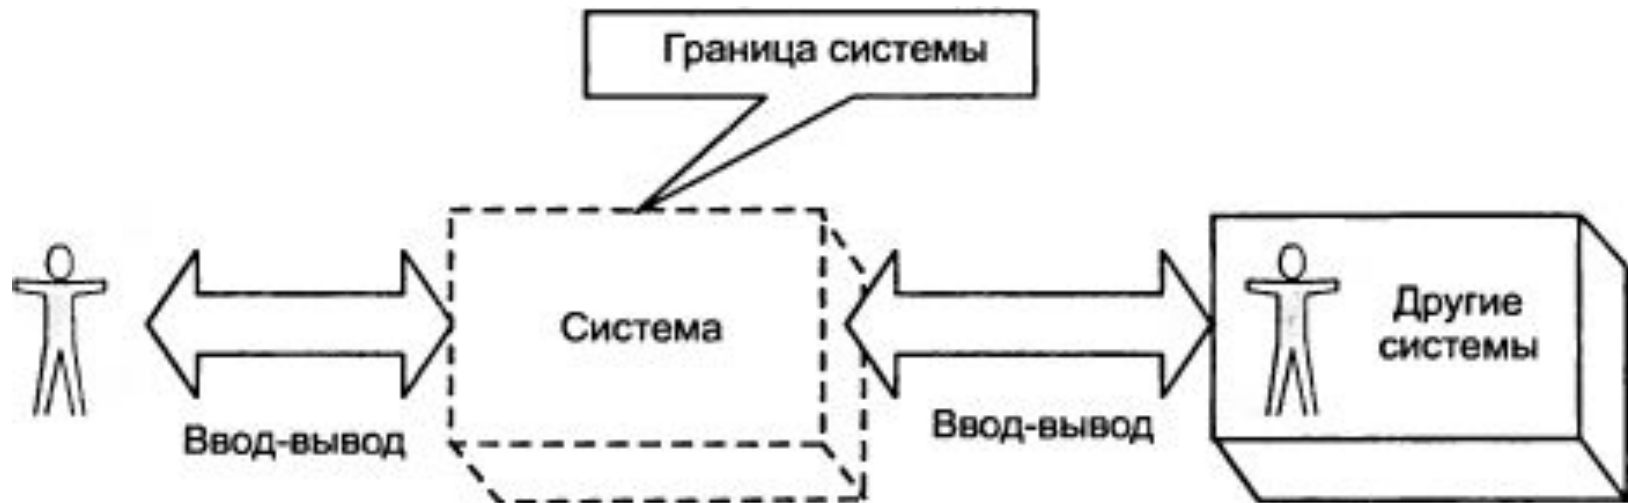 Граница системы
Система
Другие
системы
Ввод-вывод
Ввод-вывод